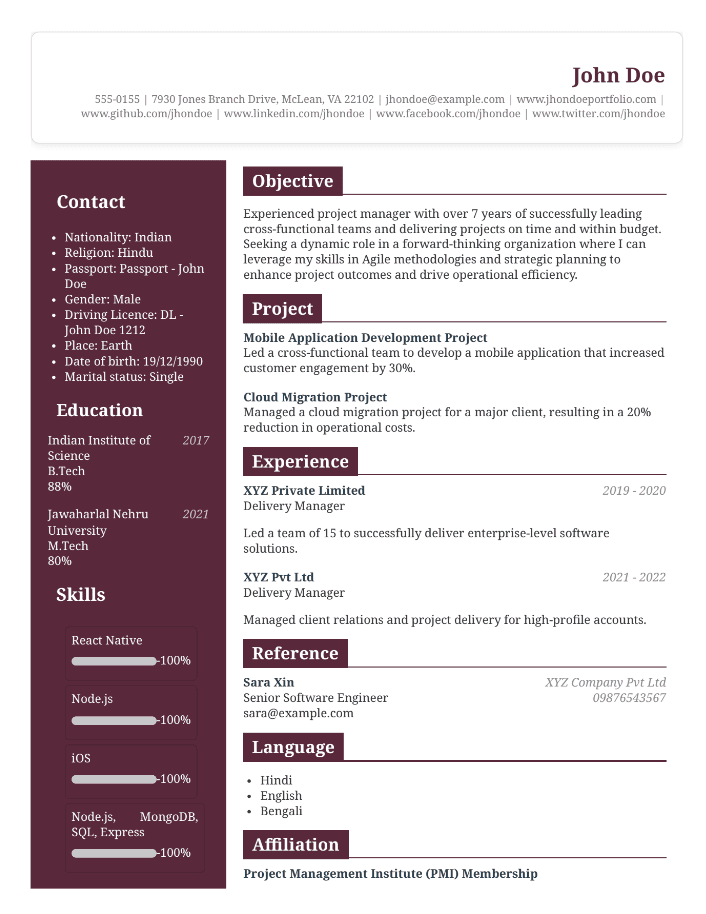 John Doe
555-0155 | 7930 Jones Branch Drive, McLean, VA 22102 | jhondoe@example.com | www.jhondoeportfolio.com |
www.github.com/jhondoe | www.linkedin.com/jhondoe | www.facebook.com/jhondoe | www.twitter.com/jhondoe
Contact
• Nationality: Indian
• Religion: Hindu
• Passport: Passport - John
Doe
• Gender: Male
• Driving Licence: DL -
John Doe 1212
• Place: Earth
• Date of birth: 19/12/1990
• Marital status: Single
Education
Indian Institute of 2017
Science
B.Tech
88%
Jawaharlal Nehru 2021
University
M.Tech
80%
Skills
React Native
100%
Node.js
100%
iOS
100%
Node.js, MongoDB,
SQL, Express
100%
Objective
Experienced project manager with over 7 years of successfully leading
cross-functional teams and delivering projects on time and within budget.
Seeking a dynamic role in a forward-thinking organization where I can
leverage my skills in Agile methodologies and strategic planning to
enhance project outcomes and drive operational efficiency.
Project
Mobile Application Development Project
Led a cross-functional team to develop a mobile application that increased
customer engagement by 30%.
Cloud Migration Project
Managed a cloud migration project for a major client, resulting in a 20%
reduction in operational costs.
Experience
XYZ Private Limited 2019 - 2020
Delivery Manager
Led a team of 15 to successfully deliver enterprise-level software
solutions.
XYZ Pvt Ltd 2021 - 2022
Delivery Manager
Managed client relations and project delivery for high-profile accounts.
Reference
Sara Xin XYZ Company Pvt Ltd
Senior Software Engineer 09876543567
sara@example.com
Language
• Hindi
• English
• Bengali
Affiliation
Project Management Institute (PMI) Membership